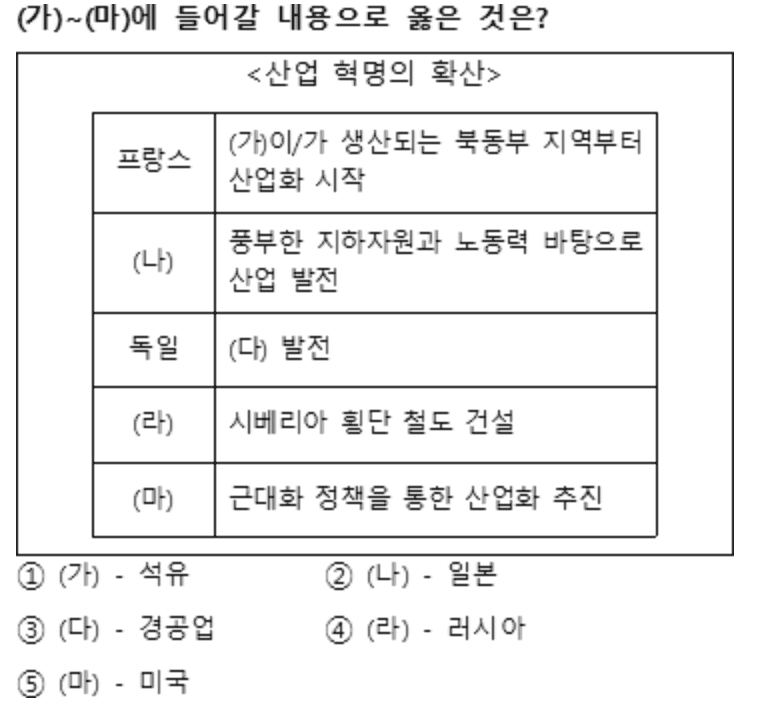 (가)~(마)에 들어갈 내용으로 옳은 것은?
<산업 혁명의 확산>
프랑스
(가)이/가 생산되는 북동부 지역부터
산업화 시작
(나)
풍부한 지하자원과 노동력 바탕으로
산업 발전
독일
(다) 발전
(라)
시베리아 횡단 철도 건설
(마)
근대화 정책을 통한 산업화 추진
① (가) - 석유
② (나) - 일본
③ (다) - 경공업
④ (라) - 러시아
⑤ (마) - 미국